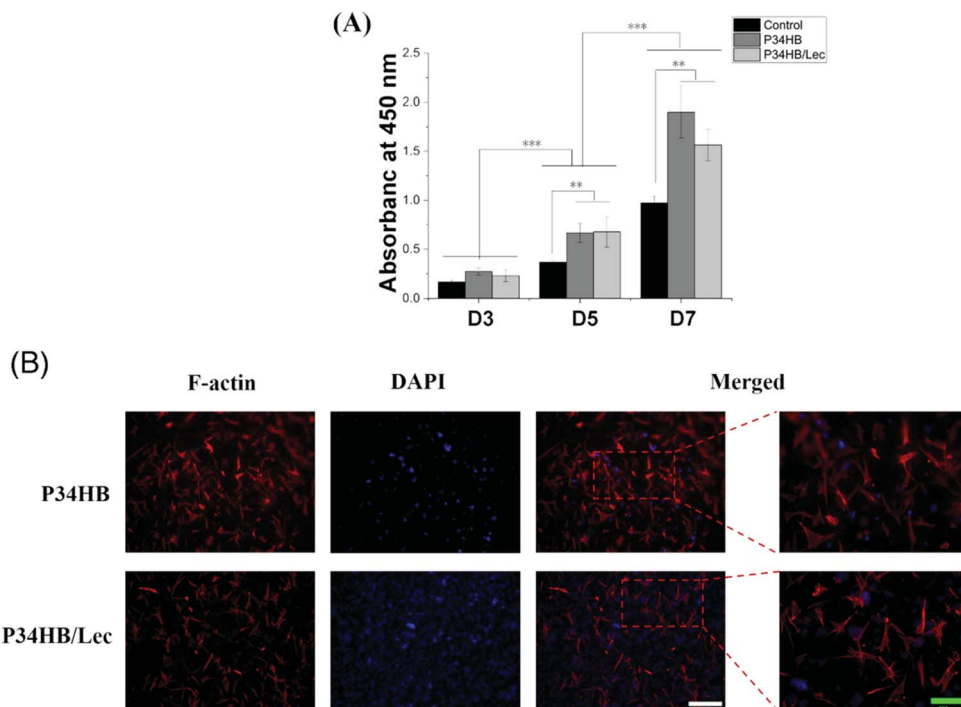 (A)
***
Control
P34HB
P34HB/Lec
2.5
**
2.0
***
1.5
**
1.0
0.5
0.0
Absorbanc at 450 nm
D3 D5 D7
(B)
F-actin DAPI Merged
P34HB
P34HB/Lec